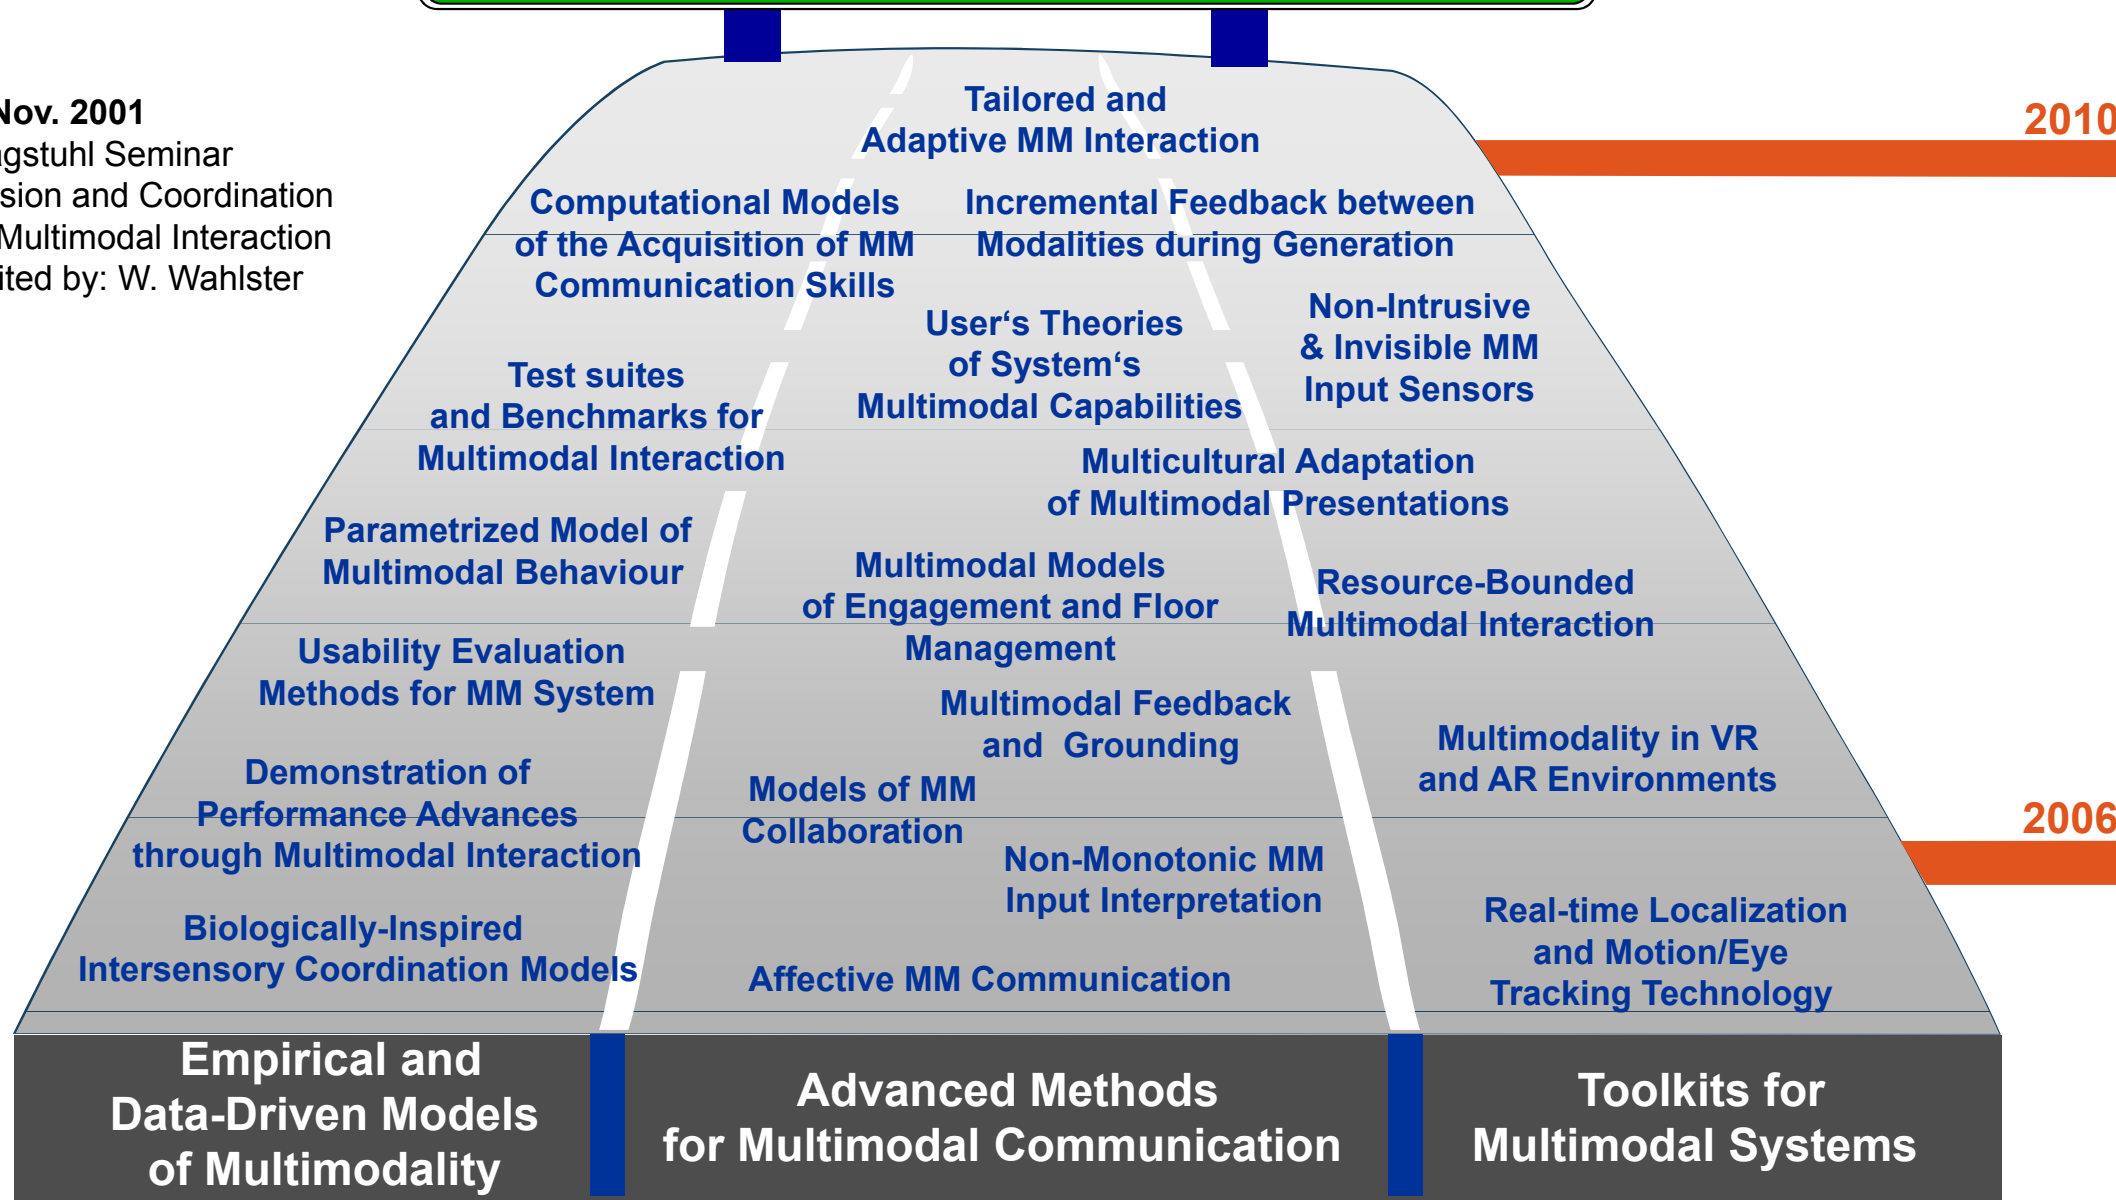 Nov. 2001
Seminar
and Coordination
Multimodal Interaction
by: W. Wahlster
2010
Tailored and
Adaptive MM Interaction
Computational Models
of the Acquisition of MM
Communication Skills
Incremental Feedback between
Modalities during Generation
User‘s Theories
of System‘s
Multimodal Capabilities
Non-Intrusive
& Invisible MM
Input Sensors
Test suites
and Benchmarks for
Multimodal Interaction
Multicultural Adaptation
of Multimodal Presentations
Parametrized Model of
Multimodal Behaviour
Multimodal Models
of Engagement and Floor
Management
Resource-Bounded
Multimodal Interaction
Usability Evaluation
Methods for MM System
Multimodal Feedback
and Grounding
Multimodality in VR
and AR Environments
Demonstration of
Performance Advances
through Multimodal Interaction
Models of MM
Collaboration
2006
Non-Monotonic MM
Input Interpretation
Biologically-Inspired
Intersensory Coordination Models
Affective MM Communication
Real-time Localization
and Motion/Eye
Tracking Technology
Empirical and
Data-Driven Models
of Multimodality
Advanced Methods
for Multimodal Communication
Toolkits for
Multimodal Systems